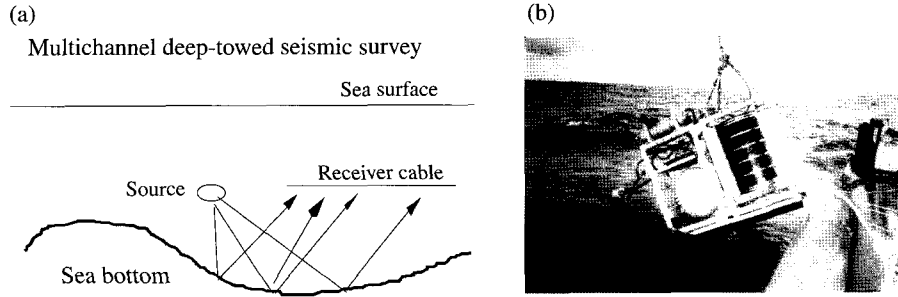 (a)
Multichannel deep-towed seismic survey
Sea surface
Source
Receiver cable
Sea bottom
(b)